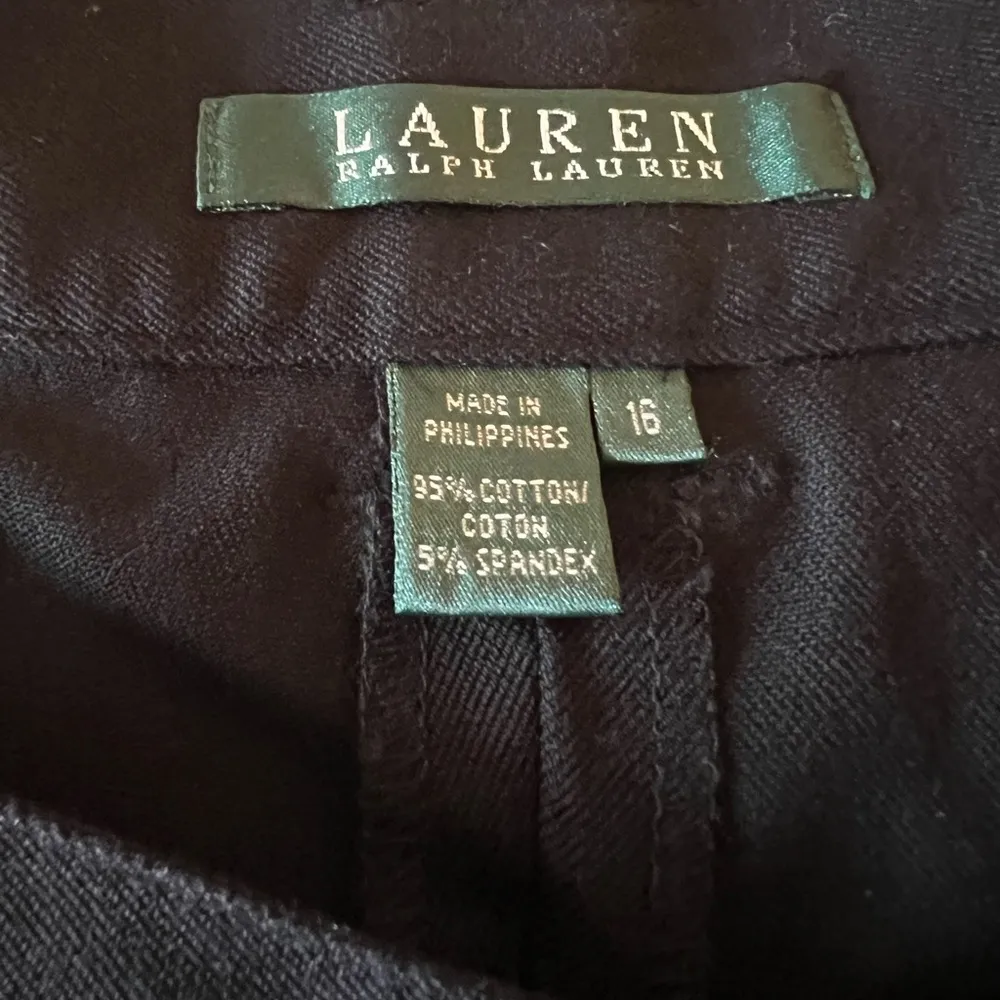 LAUREN
RALPH LAUREN
MADE IN
PHILIPPINES
95% COTTON/
COTON
5% SPANDEX
16